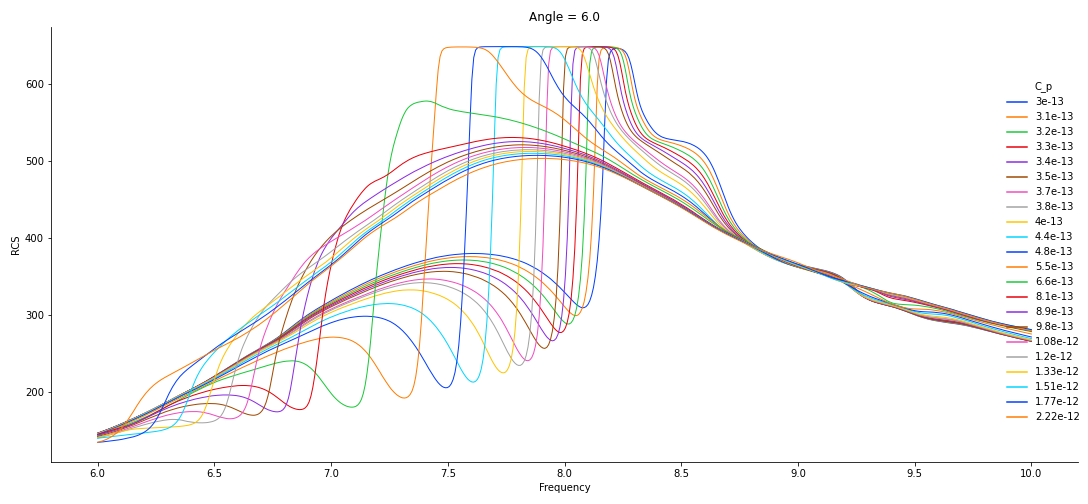 Angle = 6.0
RCS
600
500
400
300
200
6.0 6.5 7.0 7.5 8.0 8.5 9.0 9.5 10.0
Frequency
C_p
3e-13
3.1e-13
3.2e-13
3.3e-13
3.4e-13
3.5e-13
3.7e-13
3.8e-13
4e-13
4.4e-13
4.8e-13
5.5e-13
6.6e-13
8.1e-13
8.9e-13
9.8e-13
1.08e-12
1.2e-12
1.33e-12
1.51e-12
1.77e-12
2.22e-12